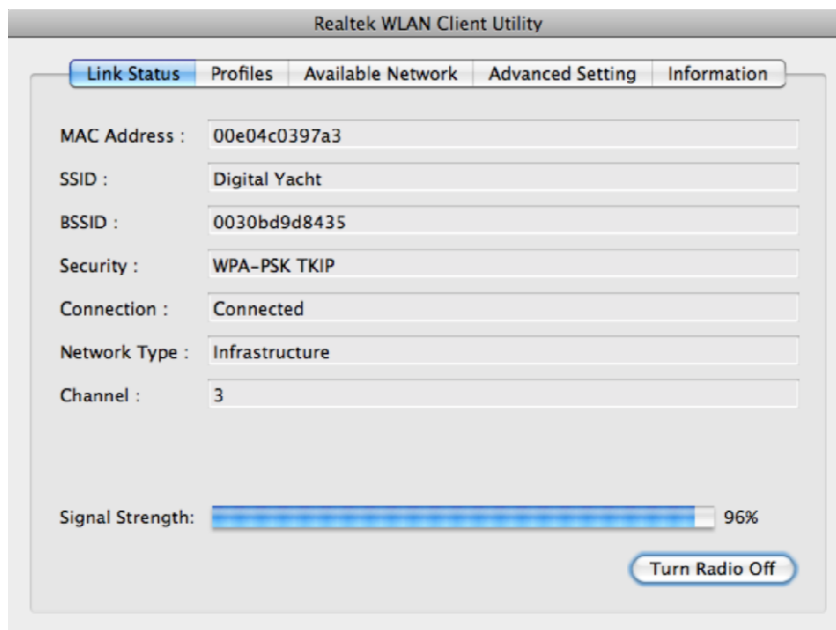 Realtek WLAN Client Utility
Link Status Profiles Available Network Advanced Setting Information
MAC Address : 00e04c0397a3
SSID : Digital Yacht
BSSID : 0030bd9d8435
Security : WPA-PSK TKIP
Connection : Connected
Network Type : Infrastructure
Channel : 3
Signal Strength: 96%
Turn Radio Off